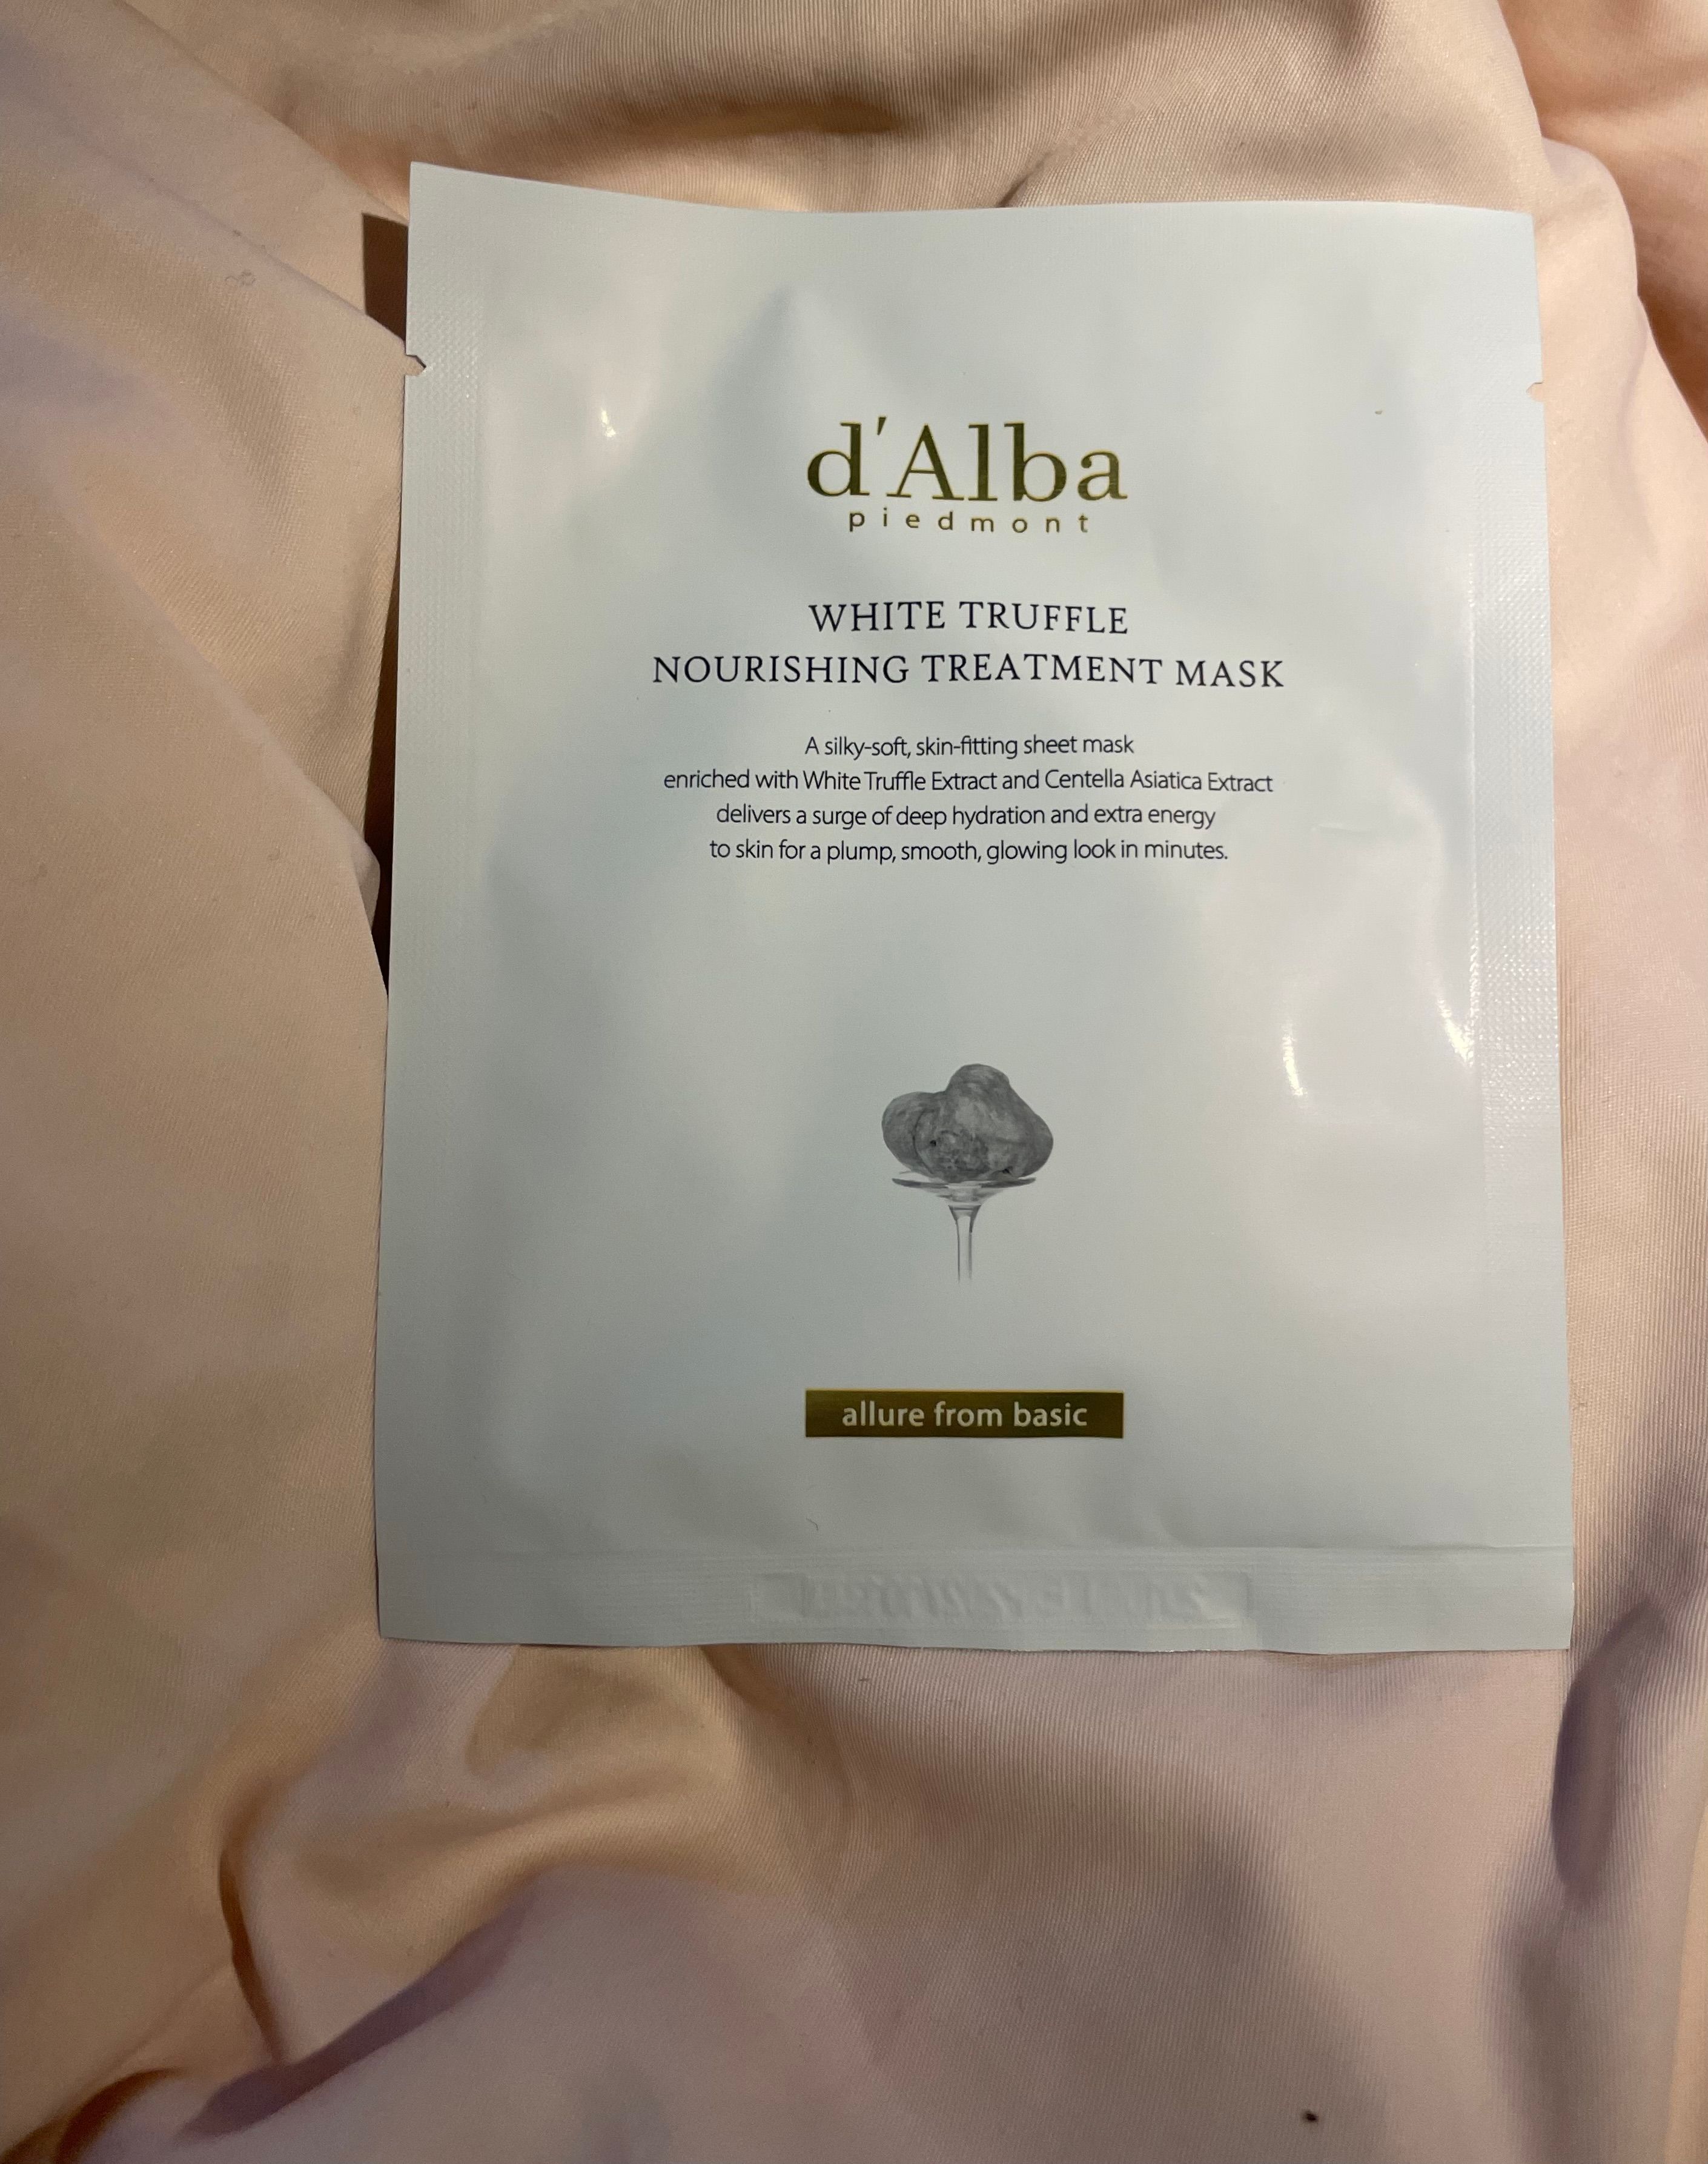 d'Alba
piedmont
WHITE TRUFFLE
NOURISHING TREATMENT MASK
A silky-soft, skin-fitting sheet mask
enriched with White Truffle Extract and Centella Asiatica Extract
delivers a surge of deep hydration and extra energy
to skin for a plump, smooth, glowing look in minutes.
allure from basic